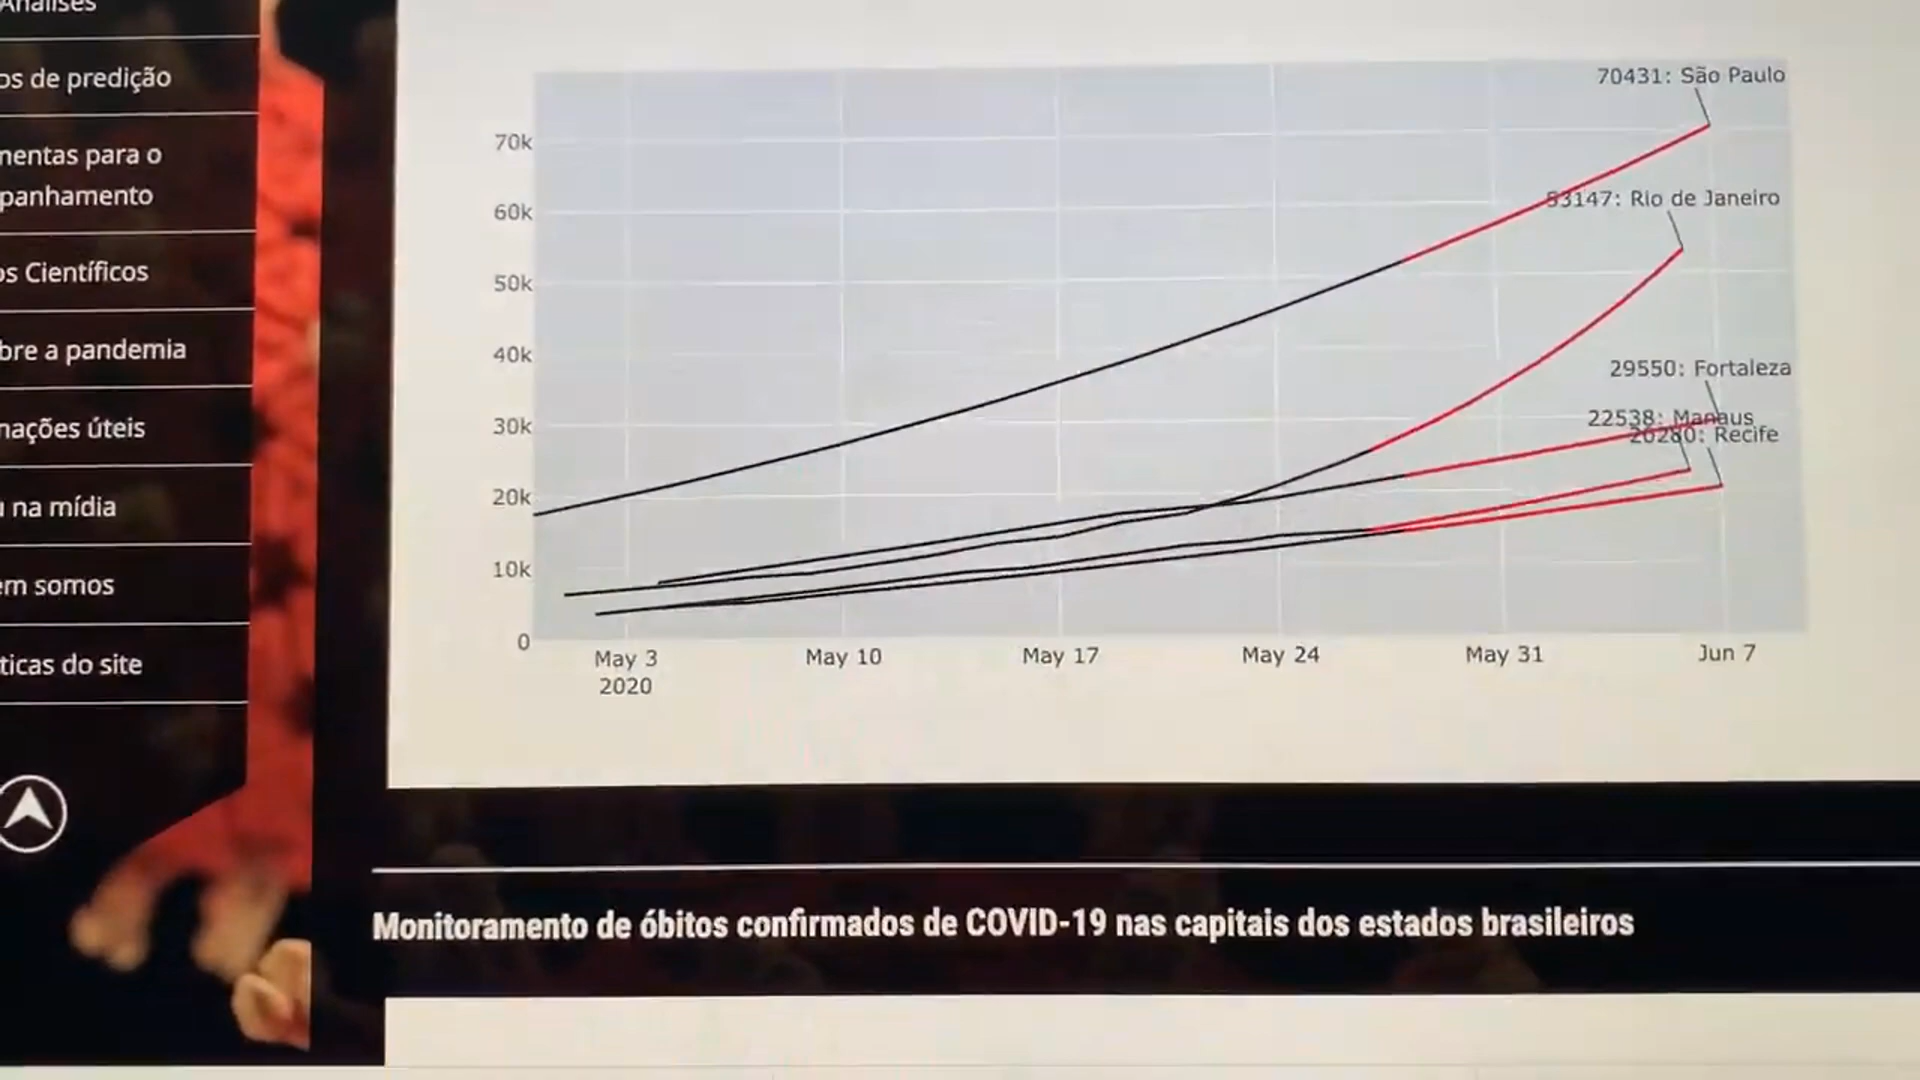 Análises
os de predição
mentas para o
panhamento
os Científicos
bre a pandemia
mações úteis
u na mídia
em somos
ticas do site
70k
60k
50k
40k
30k
20k
10k
0
70431: São Paulo
53147: Rio de Janeiro
29550: Fortaleza
22538: Manaus
20280: Recife
May 3
2020
May 10
May 17
May 24
May 31
Jun 7
Monitoramento de óbitos confirmados de COVID-19 nas capitais dos estados brasileiros